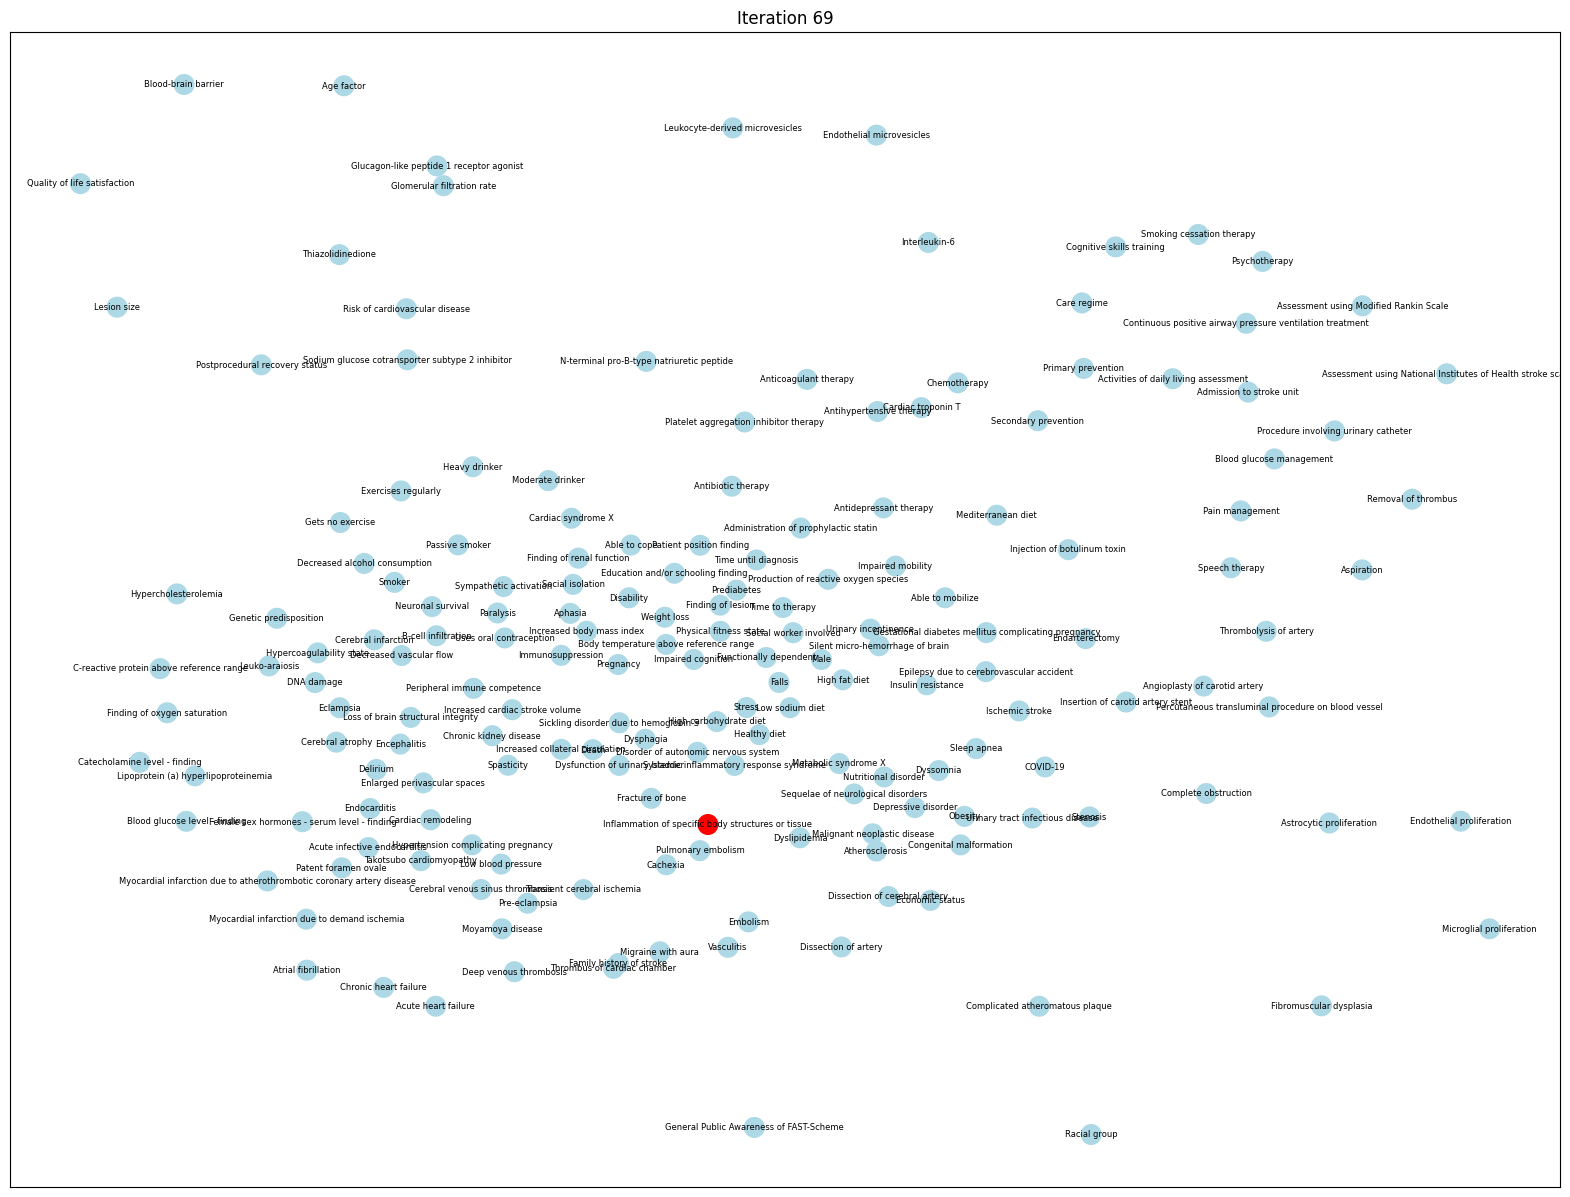 Iteration 69
Blood-brain barrier
Age factor
Leukocyte-derived microvesicles
Endothelial microvesicles
Glucagon-like peptide 1 receptor agonist
Quality of life satisfaction
Glomerular filtration rate
Smoking cessation therapy
Interleukin-6
Cognitive skills training
Thiazolidinedione
Psychotherapy
Care regime
Lesion size
Risk of cardiovascular disease
Assessment using Modified Rankin Scale
Continuous positive airway pressure ventilation treatment
Sodium glucose cotransporter subtype 2 inhibitor
N-terminal pro-B-type natriuretic peptide
Postprocedural recovery status
Primary prevention
Assessment using National Institutes of Health stroke sc
Anticoagulant therapy
Activities of daily living assessment
Chemotherapy
Admission to stroke unit
Cardiac troponin T
Antihypertensive therapy
Platelet aggregation inhibitor therapy
Secondary prevention
Procedure involving urinary catheter
Blood glucose management
Heavy drinker
Moderate drinker
Antibiotic therapy
Exercises regularly
Removal of thrombus
Antidepressant therapy
Pain management
Mediterranean diet
Cardiac syndrome X
Gets no exercise
Administration of prophylactic statin
Passive smoker
Able to cope
Patient position finding
Injection of botulinum toxin
Finding of renal function
Time until diagnosis
Decreased alcohol consumption
Impaired mobility
Speech therapy
Aspiration
Education and/or schooling finding
Production of reactive oxygen species
Smoker
Social isolation
Sympathetic activation
Prediabetes
Hypercholesterolemia
Disability
Able to mobilize
Neuronal survival
Finding of lesion
Time to therapy
Paralysis
Aphasia
Weight loss
Genetic predisposition
Urinary incontinence
Increased body mass index
Physical fitness state
Social worker involved
Gestational diabetes mellitus complicating pregnancy
Thrombolysis of artery
B-cell infiltration
Uses oral contraception
Endarterectomy
Cerebral infarction
Body temperature above reference range
Silent micro-hemorrhage of brain
Hypercoagulability state
Decreased vascular flow
Immunosuppression
Functionally dependent
Impaired cognition
Male
Pregnancy
Leuko-araiosis
C-reactive protein above reference range
Epilepsy due to cerebrovascular accident
High fat diet
DNA damage
Falls
Insulin resistance
Angioplasty of carotid artery
Peripheral immune competence
Insertion of carotid artery stent
Percutaneous transluminal procedure on blood vessel
Eclampsia
Stress
Low sodium diet
Increased cardiac stroke volume
Ischemic stroke
Finding of oxygen saturation
Loss of brain structural integrity
High carbohydrate diet
Sickling disorder due to hemoglobin S
Healthy diet
Chronic kidney disease
Dysphagia
Cerebral atrophy
Encephalitis
Sleep apnea
Increased collateral circulation
Death
Disorder of autonomic nervous system
Catecholamine level - finding
Metabolic syndrome X
Spasticity
Dysfunction of urinary bladder
Systemic inflammatory response syndrome
COVID-19
Delirium
Dyssomnia
Lipoprotein (a) hyperlipoproteinemia
Nutritional disorder
Enlarged perivascular spaces
Sequelae of neurological disorders
Complete obstruction
Fracture of bone
Endocarditis
Depressive disorder
Obesity
Urinary tract infectious disease
Stenosis
Cardiac remodeling
Blood glucose level - finding
Female sex hormones - serum level - finding
Astrocytic proliferation
Endothelial proliferation
Inflammation of specific body structures or tissue
Malignant neoplastic disease
Dyslipidemia
Hypertension complicating pregnancy
Congenital malformation
Acute infective endocarditis
Pulmonary embolism
Atherosclerosis
Takotsubo cardiomyopathy
Low blood pressure
Cachexia
Patent foramen ovale
Myocardial infarction due to atherothrombotic coronary artery disease
Cerebral venous sinus thrombosis
Transient cerebral ischemia
Dissection of cerebral artery
Economic status
Pre-eclampsia
Myocardial infarction due to demand ischemia
Embolism
Moyamoya disease
Microglial proliferation
Vasculitis
Dissection of artery
Migraine with aura
Family history of stroke
Thrombus of cardiac chamber
Atrial fibrillation
Deep venous thrombosis
Chronic heart failure
Acute heart failure
Complicated atheromatous plaque
Fibromuscular dysplasia
General Public Awareness of FAST-Scheme
Racial group